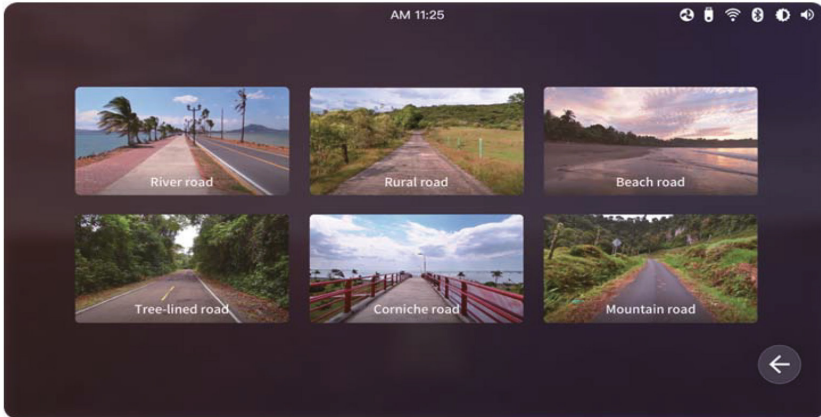 AM 11:25
River road
Rural road
Beach road
Tree-lined road
Corniche road
Mountain road